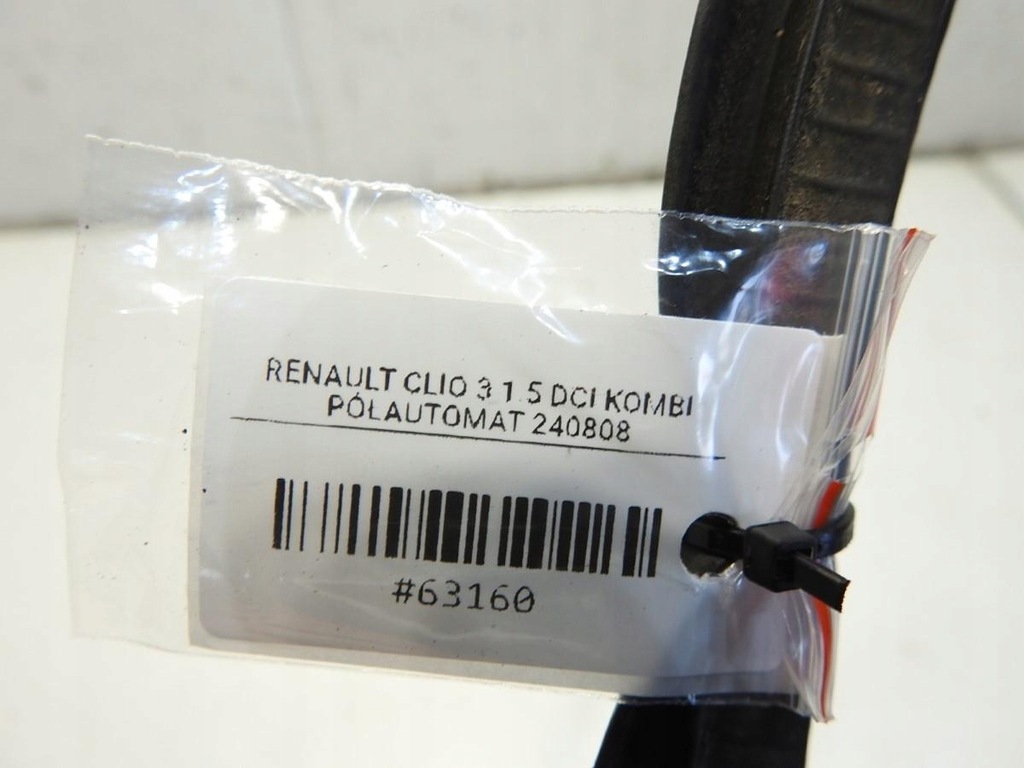 RENAULT CLIO 3 1.5 DCI KOMBI
PÓŁAUTOMAT 240808
#63160